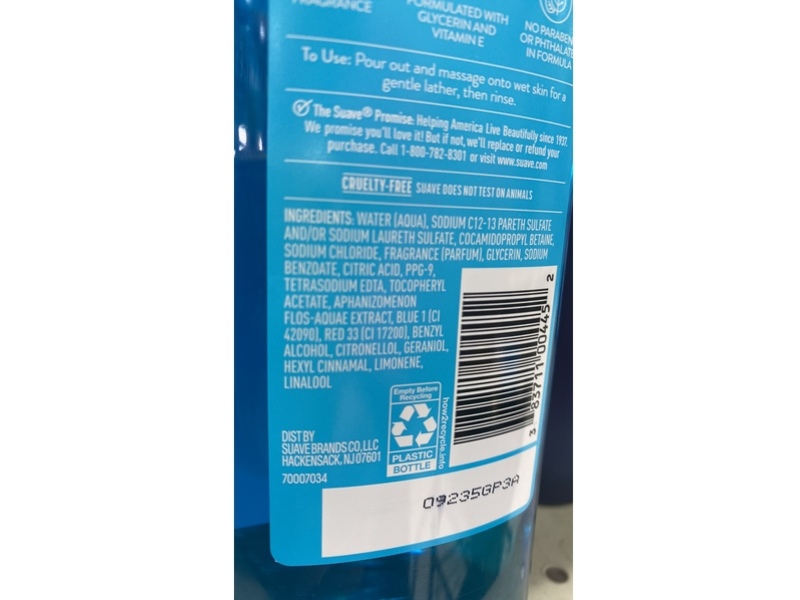 FRAGRANCE
FORMULATED WITH
GLYCERIN AND
VITAMIN E
NO PARABEN
OR PHTHALATE
IN FORMULA
To Use: Pour out and massage onto wet skin for a
gentle lather, then rinse.
The Suave® Promise: Helping America Live Beautifully since 1937.
We promise you'll love it! But if not, we'll replace or refund your
purchase. Call 1-800-782-8301 or visit www.suave.com
CRUELTY-FREE SUAVE DOES NOT TEST ON ANIMALS
INGREDIENTS: WATER (AQUA), SODIUM C12-13 PARETH SULFATE
AND/OR SODIUM LAURETH SULFATE, COCAMIDOPROPYL BETAINE,
SODIUM CHLORIDE, FRAGRANCE (PARFUM), GLYCERIN, SODIUM
BENZOATE, CITRIC ACID, PPG-9,
TETRASODIUM EDTA, TOCOPHERYL
ACETATE, APHANIZOMENON
FLOS-AQUAE EXTRACT, BLUE 1 (CI
42090), RED 33 (CI 17200), BENZYL
ALCOHOL, CITRONELLOL, GERANIOL,
HEXYL CINNAMAL, LIMONENE,
LINALOOL
3 83711 00445 2
Empty Before
Recycling
PLASTIC
BOTTLE
how2recycle.info
DIST BY
SUAVE BRANDS CO, LLC
HACKENSACK, NJ 07601
70007034
09235GP3A